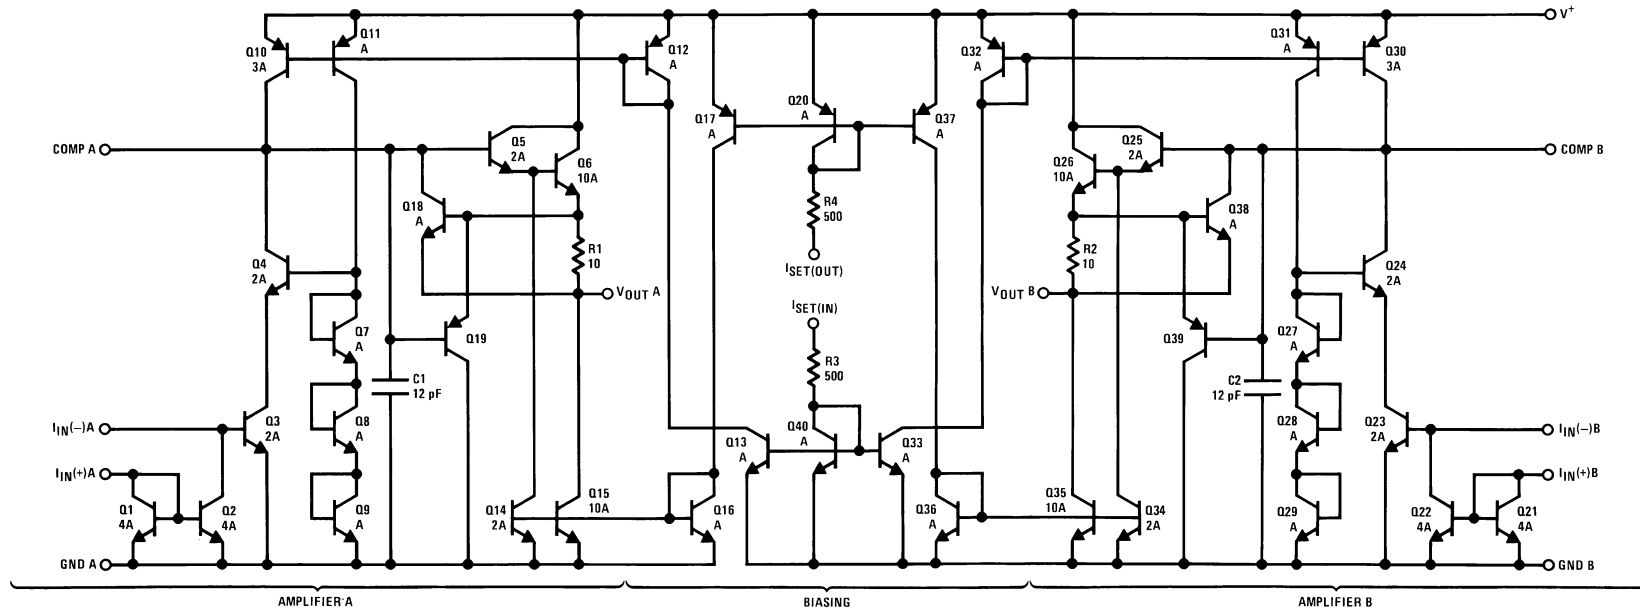 V+
Q10
3A
Q11
A
Q12
A
Q32
A
Q31
A
Q30
3A
Q17
A
Q20
A
Q37
A
COMP A
Q5
2A
Q6
10A
Q26
10A
Q25
2A
COMP B
Q18
A
R4
500
Q38
A
R1
10
R2
10
Q4
2A
ISET(OUT)
Q24
2A
VOUT A
VOUT B
ISET(IN)
Q7
A
Q19
R3
500
Q39
Q27
A
C1
12 pF
C2
12 pF
IIN(−)A
Q3
2A
Q8
A
Q13
A
Q40
A
Q33
A
Q28
A
Q23
2A
IIN(−)B
IIN(+)A
IIN(+)B
Q1
4A
Q2
4A
Q9
A
Q14
2A
Q15
10A
Q16
A
Q36
A
Q35
10A
Q34
2A
Q29
A
Q22
4A
Q21
4A
GND A
GND B
AMPLIFIER A
BIASING
AMPLIFIER B